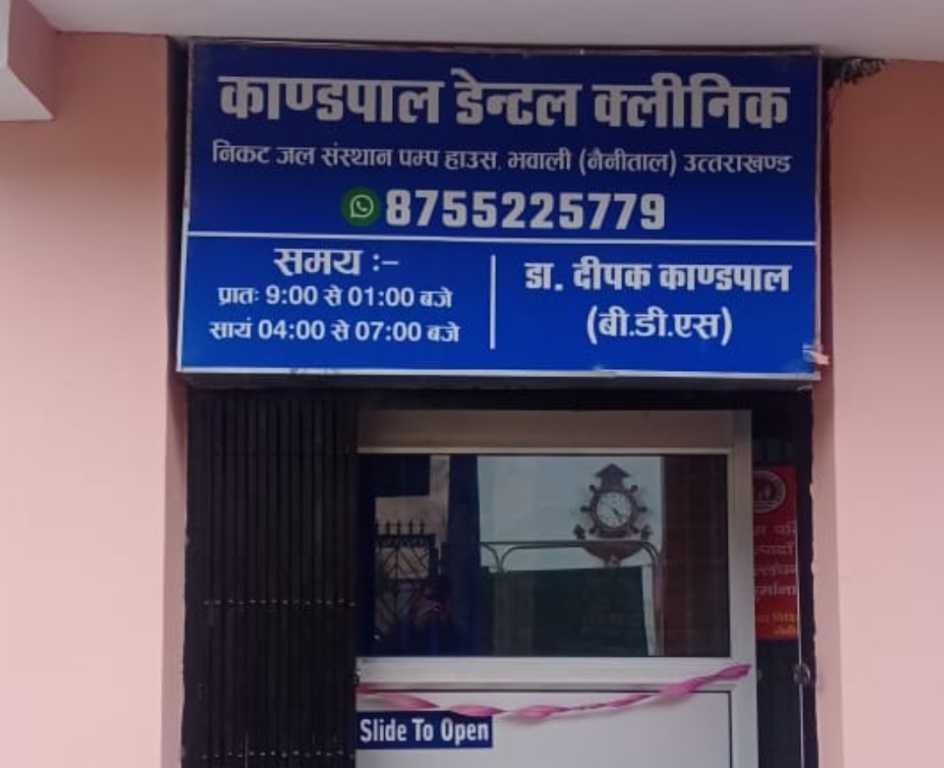 काण्डपाल डेन्टल क्लीनिक
निकट जल संस्थान पम्प हाउस, भवाली (नैनीताल) उत्तराखण्ड
8755225779
समय :-
प्रातः 9:00 से 01:00 बजे
सायं 04:00 से 07:00 बजे
डा. दीपक काण्डपाल
(बी.डी.एस)
Slide To Open